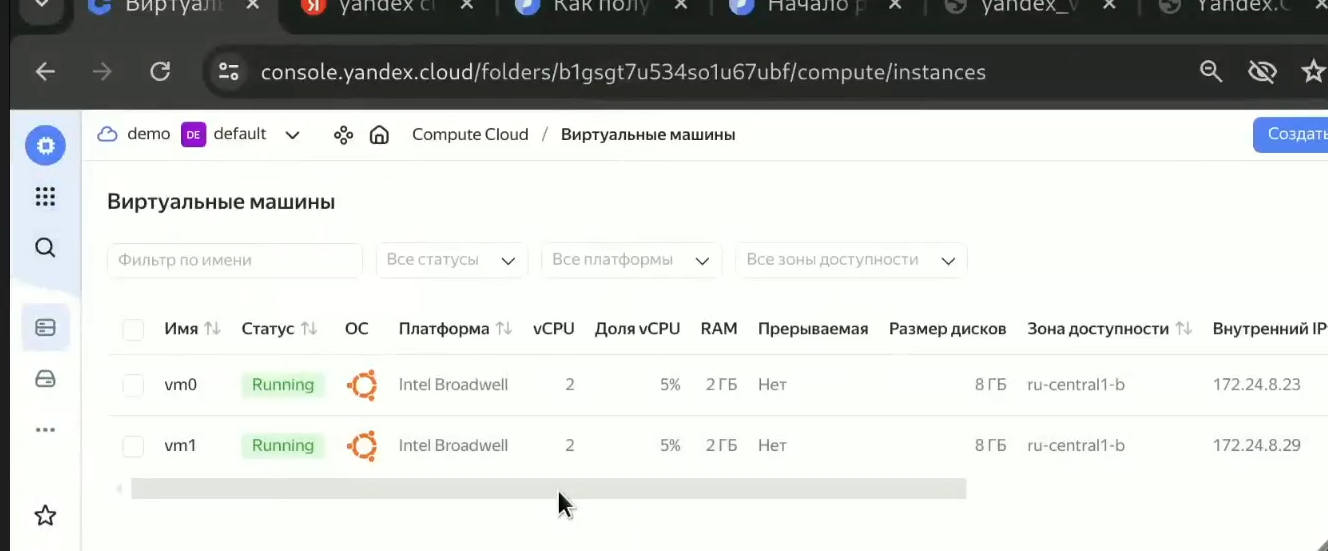 Виртуаль
yandex cl
Как полу
Начало р
yandex_v
Yandex.C
console.yandex.cloud/folders/b1gsgt7u534so1u67ubf/compute/instances
demo DE default Compute Cloud / Виртуальные машины Создать
Виртуальные машины
Фильтр по имени Все статусы Все платформы Все зоны доступности
Имя Статус ОС Платформа vCPU Доля vCPU RAM Прерываемая Размер дисков Зона доступности Внутренний IP
vm0 Running Intel Broadwell 2 5% 2 ГБ Нет 8 ГБ ru-central1-b 172.24.8.23
vm1 Running Intel Broadwell 2 5% 2 ГБ Нет 8 ГБ ru-central1-b 172.24.8.29